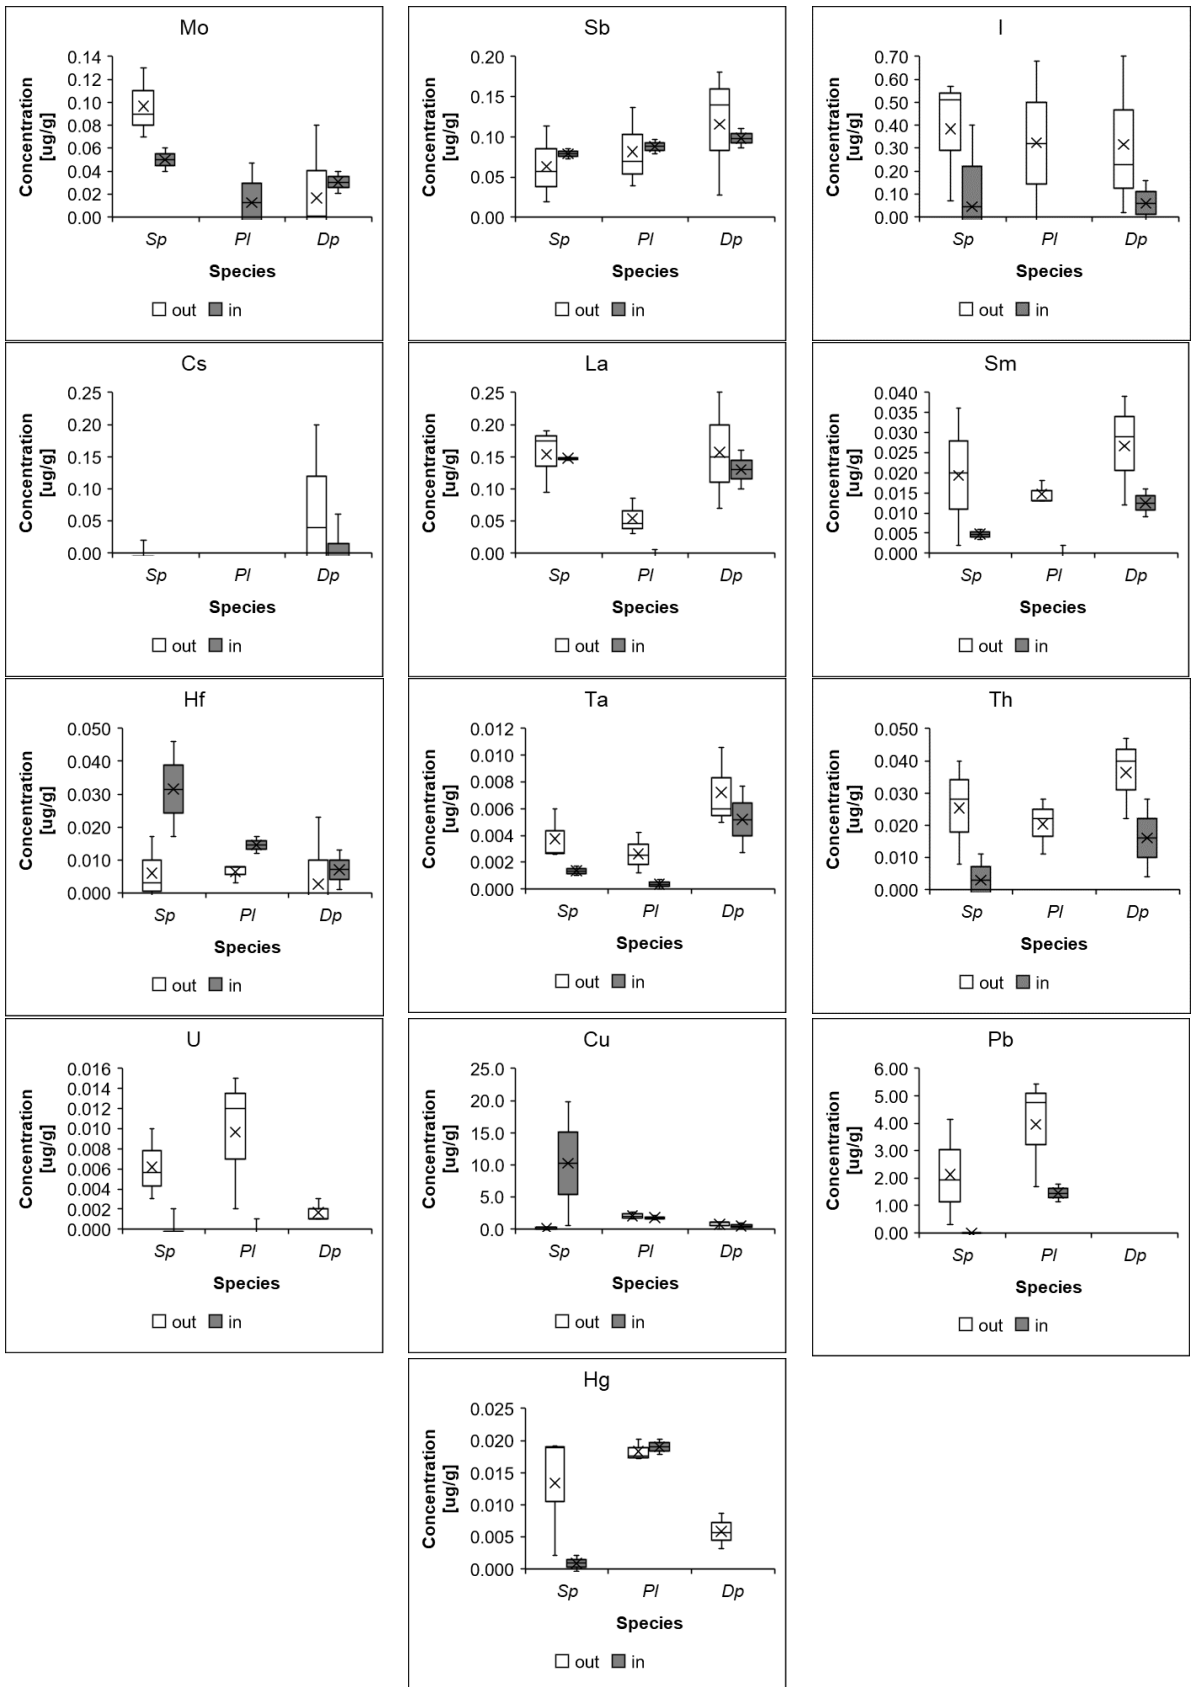 Mo
0.14
0.12
0.10
0.08
0.06
0.04
0.02
0.00
Concentration
[ug/g]
Sp Pl Dp
Species
out in
Sb
0.20
0.15
0.10
0.05
0.00
Concentration
[ug/g]
Sp Pl Dp
Species
out in
I
0.70
0.60
0.50
0.40
0.30
0.20
0.10
0.00
Concentration
[ug/g]
Sp Pl Dp
Species
out in
Cs
0.25
0.20
0.15
0.10
0.05
0.00
Concentration
[ug/g]
Sp Pl Dp
Species
out in
La
0.25
0.20
0.15
0.10
0.05
0.00
Concentration
[ug/g]
Sp Pl Dp
Species
out in
Sm
0.040
0.035
0.030
0.025
0.020
0.015
0.010
0.005
0.000
Concentration
[ug/g]
Sp Pl Dp
Species
out in
Hf
0.050
0.040
0.030
0.020
0.010
0.000
Concentration
[ug/g]
Sp Pl Dp
Species
out in
Ta
0.012
0.010
0.008
0.006
0.004
0.002
0.000
Concentration
[ug/g]
Sp Pl Dp
Species
out in
Th
0.050
0.040
0.030
0.020
0.010
0.000
Concentration
[ug/g]
Sp Pl Dp
Species
out in
U
0.016
0.014
0.012
0.010
0.008
0.006
0.004
0.002
0.000
Concentration
[ug/g]
Sp Pl Dp
Species
out in
Cu
25.0
20.0
15.0
10.0
5.0
0.0
Concentration
[ug/g]
Sp Pl Dp
Species
out in
Pb
6.00
5.00
4.00
3.00
2.00
1.00
0.00
Concentration
[ug/g]
Sp Pl Dp
Species
out in
Hg
0.025
0.020
0.015
0.010
0.005
0.000
Concentration
[ug/g]
Sp Pl Dp
Species
out in